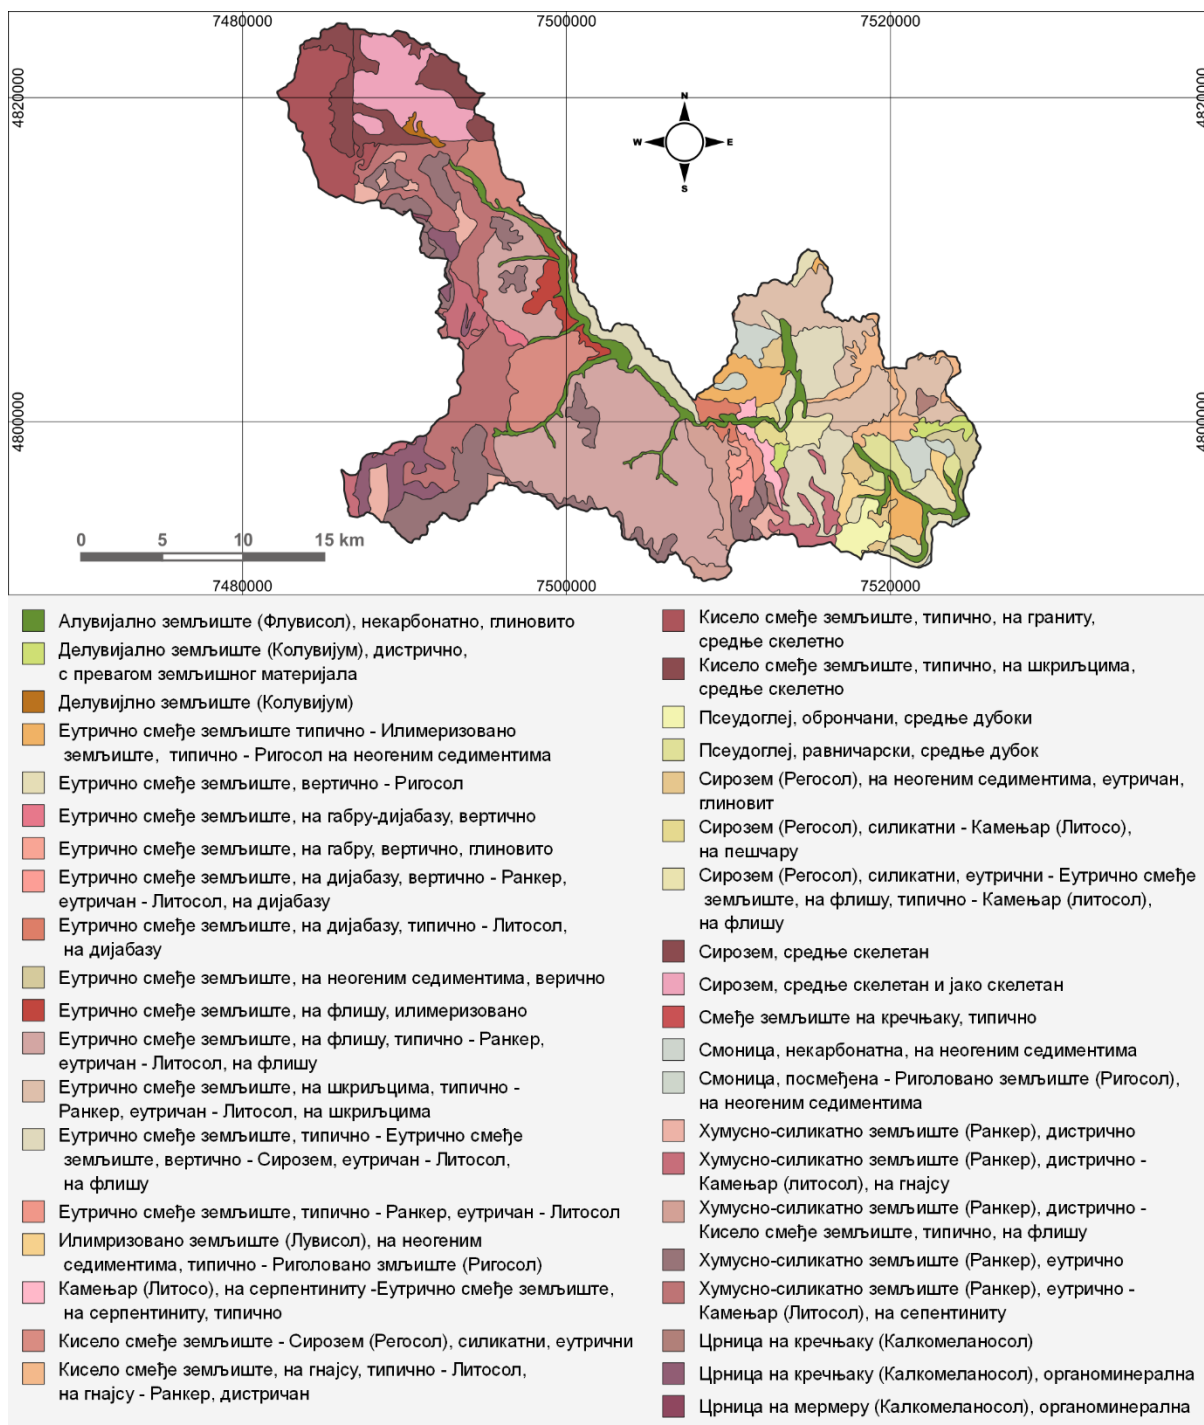 7480000
7500000
7520000
4820000
4820000
N
W
E
S
4800000
4800000
0
5
10
15 km
7480000
7500000
7520000
Алувијално земљиште (Флувисол), некарбонатно, глиновито
Делувијално земљиште (Колувијум), дистрично,
с превагом земљишног материјала
Делувијлно земљиште (Колувијум)
Еутрично смеђе земљиште типично - Илимеризовано
земљиште, типично - Ригосол на неогеним седиментима
Еутрично смеђе земљиште, вертично - Ригосол
Еутрично смеђе земљиште, на габру-дијабазу, вертично
Еутрично смеђе земљиште, на габру, вертично, глиновито
Еутрично смеђе земљиште, на дијабазу, вертично - Ранкер,
еутричан - Литосол, на дијабазу
Еутрично смеђе земљиште, на дијабазу, типично - Литосол,
на дијабазу
Еутрично смеђе земљиште, на неогеним седиментима, верично
Еутрично смеђе земљиште, на флишу, илимеризовано
Еутрично смеђе земљиште, на флишу, типично - Ранкер,
еутричан - Литосол, на флишу
Еутрично смеђе земљиште, на шкриљцима, типично -
Ранкер, еутричан - Литосол, на шкриљцима
Еутрично смеђе земљиште, типично - Еутрично смеђе
земљиште, вертично - Сирозем, еутричан - Литосол,
на флишу
Еутрично смеђе земљиште, типично - Ранкер, еутричан - Литосол
Илимризовано земљиште (Лувисол), на неогеним
седиментима, типично - Риголовано змљиште (Ригосол)
Камењар (Литосо), на серпентиниту -Еутрично смеђе земљиште,
на серпентиниту, типично
Кисело смеђе земљиште - Сирозем (Регосол), силикатни, еутрични
Кисело смеђе земљиште, на гнајсу, типично - Литосол,
на гнајсу - Ранкер, дистричан
Кисело смеђе земљиште, типично, на граниту,
средње скелетно
Кисело смеђе земљиште, типично, на шкриљцима,
средње скелетно
Псеудоглеј, оброначни, средње дубоки
Псеудоглеј, равничарски, средње дубок
Сирозем (Регосол), на неогеним седиментима, еутричан,
глиновит
Сирозем (Регосол), силикатни - Камењар (Литосо),
на пешчару
Сирозем (Регосол), силикатни, еутрични - Еутрично смеђе
земљиште, на флишу, типично - Камењар (литосол),
на флишу
Сирозем, средње скелетан
Сирозем, средње скелетан и јако скелетан
Смеђе земљиште на кречњаку, типично
Смоница, некарбонатна, на неогеним седиментима
Смоница, посмеђена - Риголовано земљиште (Ригосол),
на неогеним седиментима
Хумусно-силикатно земљиште (Ранкер), дистрично
Хумусно-силикатно земљиште (Ранкер), дистрично -
Камењар (литосол), на гнајсу
Хумусно-силикатно земљиште (Ранкер), дистрично -
Кисело смеђе земљиште, типично, на флишу
Хумусно-силикатно земљиште (Ранкер), еутрично
Хумусно-силикатно земљиште (Ранкер), еутрично -
Камењар (Литосол), на сепентиниту
Црница на кречњаку (Калкомеланосол)
Црница на кречњаку (Калкомеланосол), органоминерална
Црница на мермеру (Калкомеланосол), органоминерална